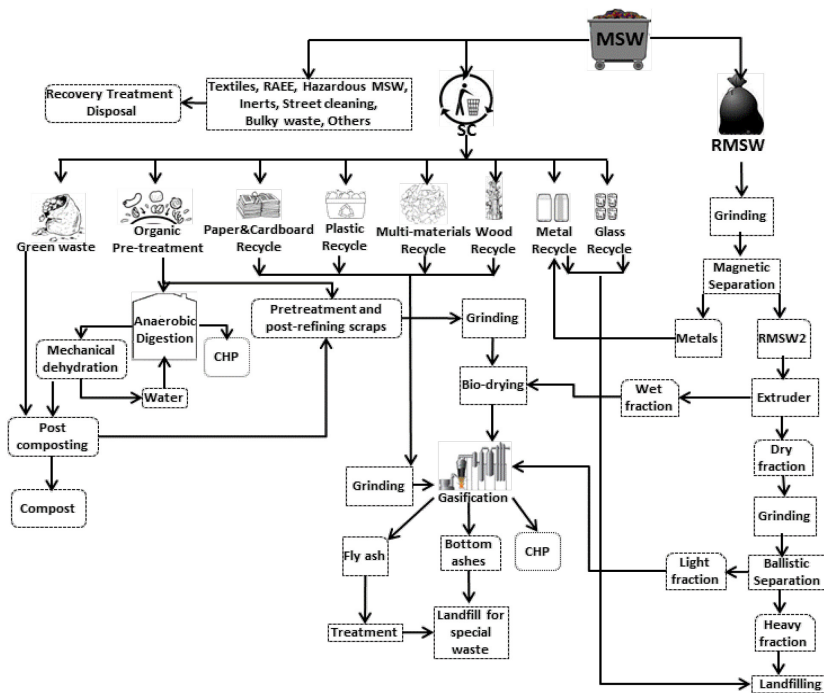 MSW
Textiles, RAEE, Hazardous MSW,
Inerts, Street cleaning,
Bulky waste, Others
Recovery Treatment
Disposal
SC
RMSW
Green waste
Organic
Pre-treatment
Paper&Cardboard
Recycle
Plastic
Recycle
Multi-materials
Recycle
Wood
Recycle
Metal
Recycle
Glass
Recycle
Grinding
Magnetic
Separation
Metals
RMSW2
Anaerobic
Digestion
CHP
Pretreatment and
post-refining scraps
Grinding
Mechanical
dehydration
Water
Bio-drying
Wet
fraction
Extruder
Post
composting
Dry
fraction
Compost
Grinding
Gasification
Grinding
Fly ash
Bottom
ashes
CHP
Light
fraction
Ballistic
Separation
Treatment
Landfill for
special
waste
Heavy
fraction
Landfilling